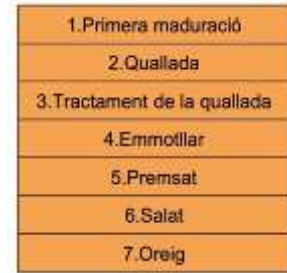 1.Primera maduració
2.Quallada
3.Tractament de la quallada
4.Emmotllar
5.Premsat
6.Salat
7.Oreig